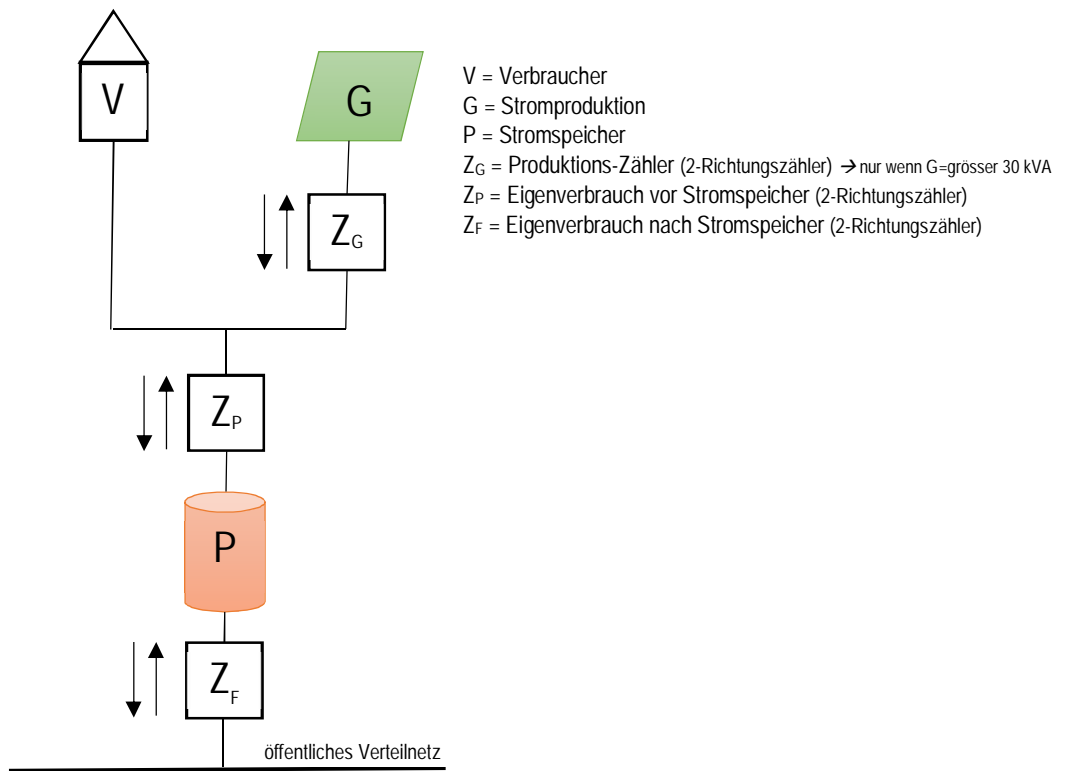 V
G
Z_G
Z_P
P
Z_F
öffentliches Verteilnetz
V = Verbraucher
G = Stromproduktion
P = Stromspeicher
Z_G = Produktions-Zähler (2-Richtungszähler) → nur wenn G=grösser 30 kVA
Z_P = Eigenverbrauch vor Stromspeicher (2-Richtungszähler)
Z_F = Eigenverbrauch nach Stromspeicher (2-Richtungszähler)